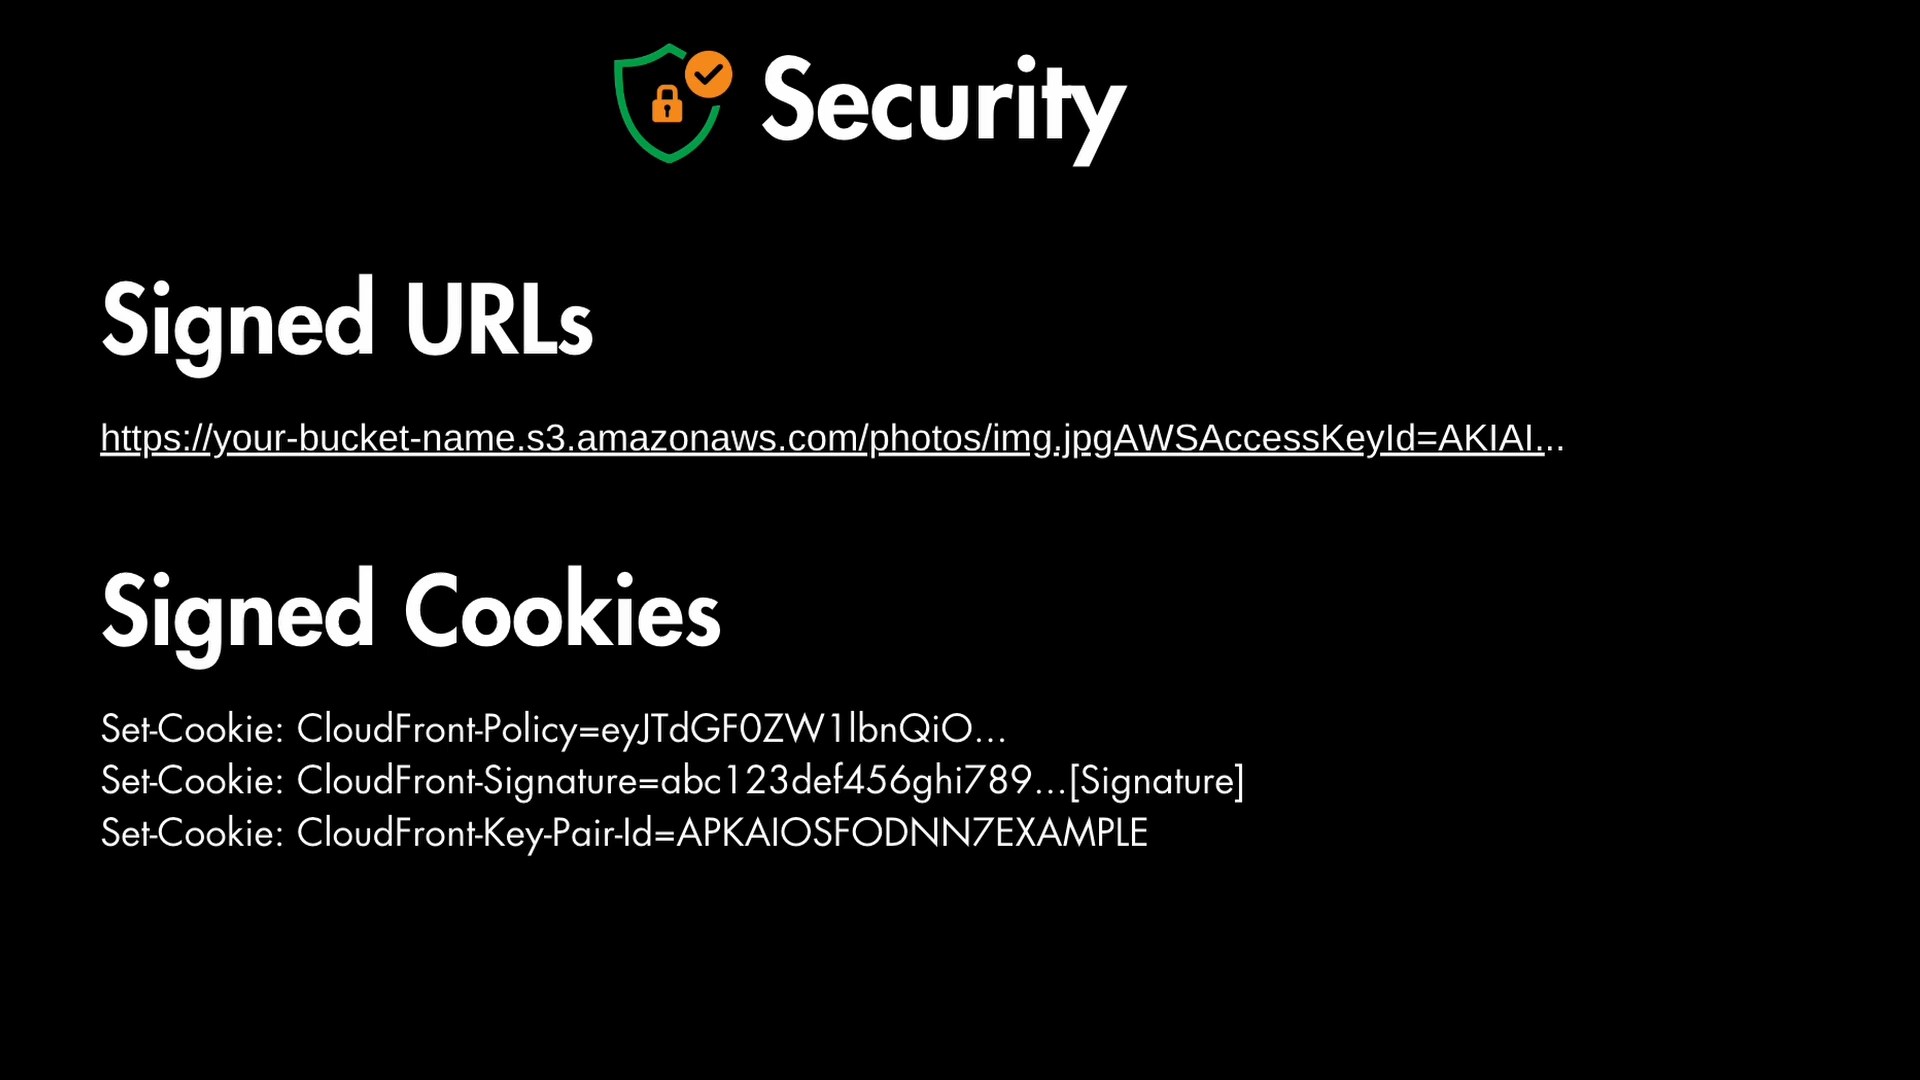 Security
Signed URLs
https://your-bucket-name.s3.amazonaws.com/photos/img.jpgAWSAccessKeyId=AKIAI...
Signed Cookies
Set-Cookie: CloudFront-Policy=eyJTdGF0ZW1lbnQiO...
Set-Cookie: CloudFront-Signature=abc123def456ghi789...[Signature]
Set-Cookie: CloudFront-Key-Pair-Id=APKAIOSFODNN7EXAMPLE